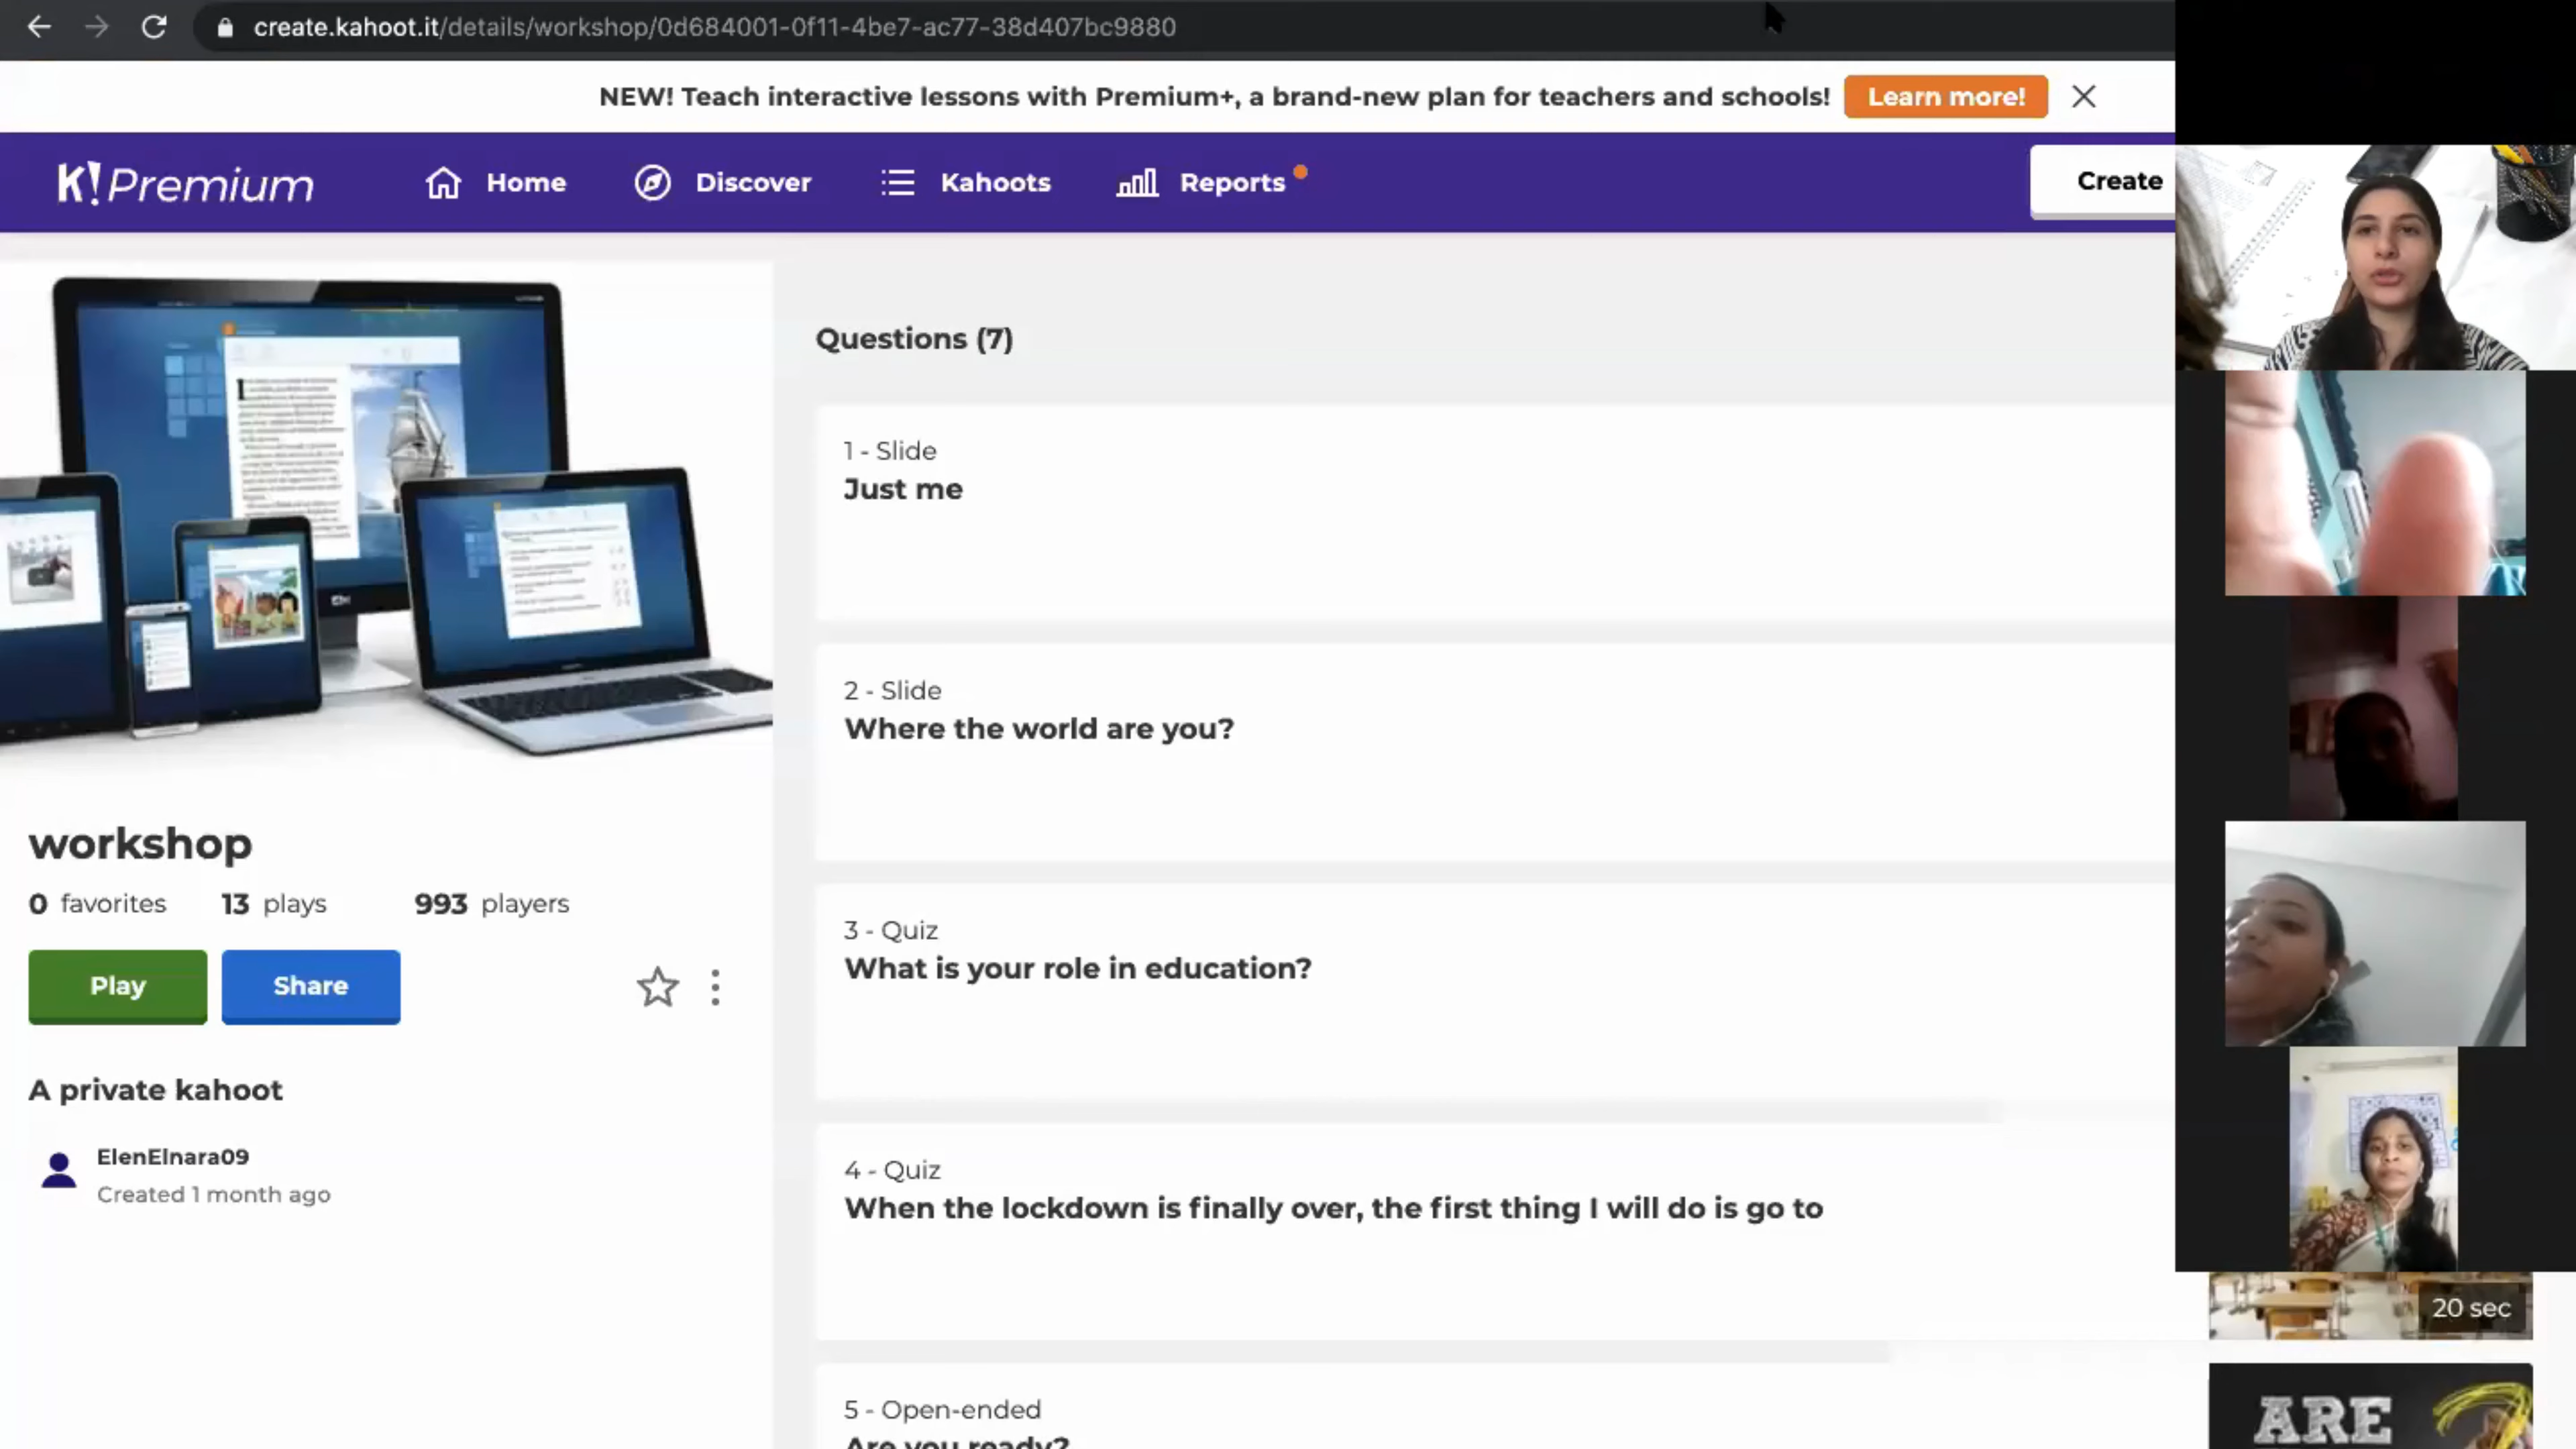 create.kahoot.it/details/workshop/0d684001-0f11-4be7-ac77-38d407bc9880
NEW! Teach interactive lessons with Premium+, a brand-new plan for teachers and schools! Learn more!
K! Premium Home Discover Kahoots Reports Create
Questions (7)
1 - Slide
Just me
2 - Slide
Where the world are you?
3 - Quiz
What is your role in education?
4 - Quiz
When the lockdown is finally over, the first thing I will do is go to
20 sec
5 - Open-ended
Are you ready?
ARE
workshop
0 favorites 13 plays 993 players
Play Share
A private kahoot
ElenElnara09
Created 1 month ago